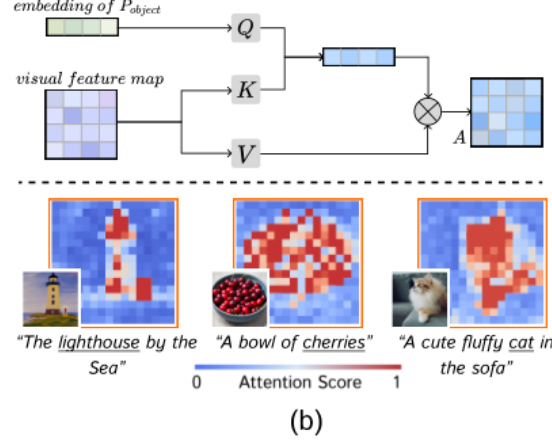 embedding of P_object
Q
visual feature map
K
V
A
"The lighthouse by the
Sea"
"A bowl of cherries"
"A cute fluffy cat in
the sofa"
0 Attention Score 1
(b)